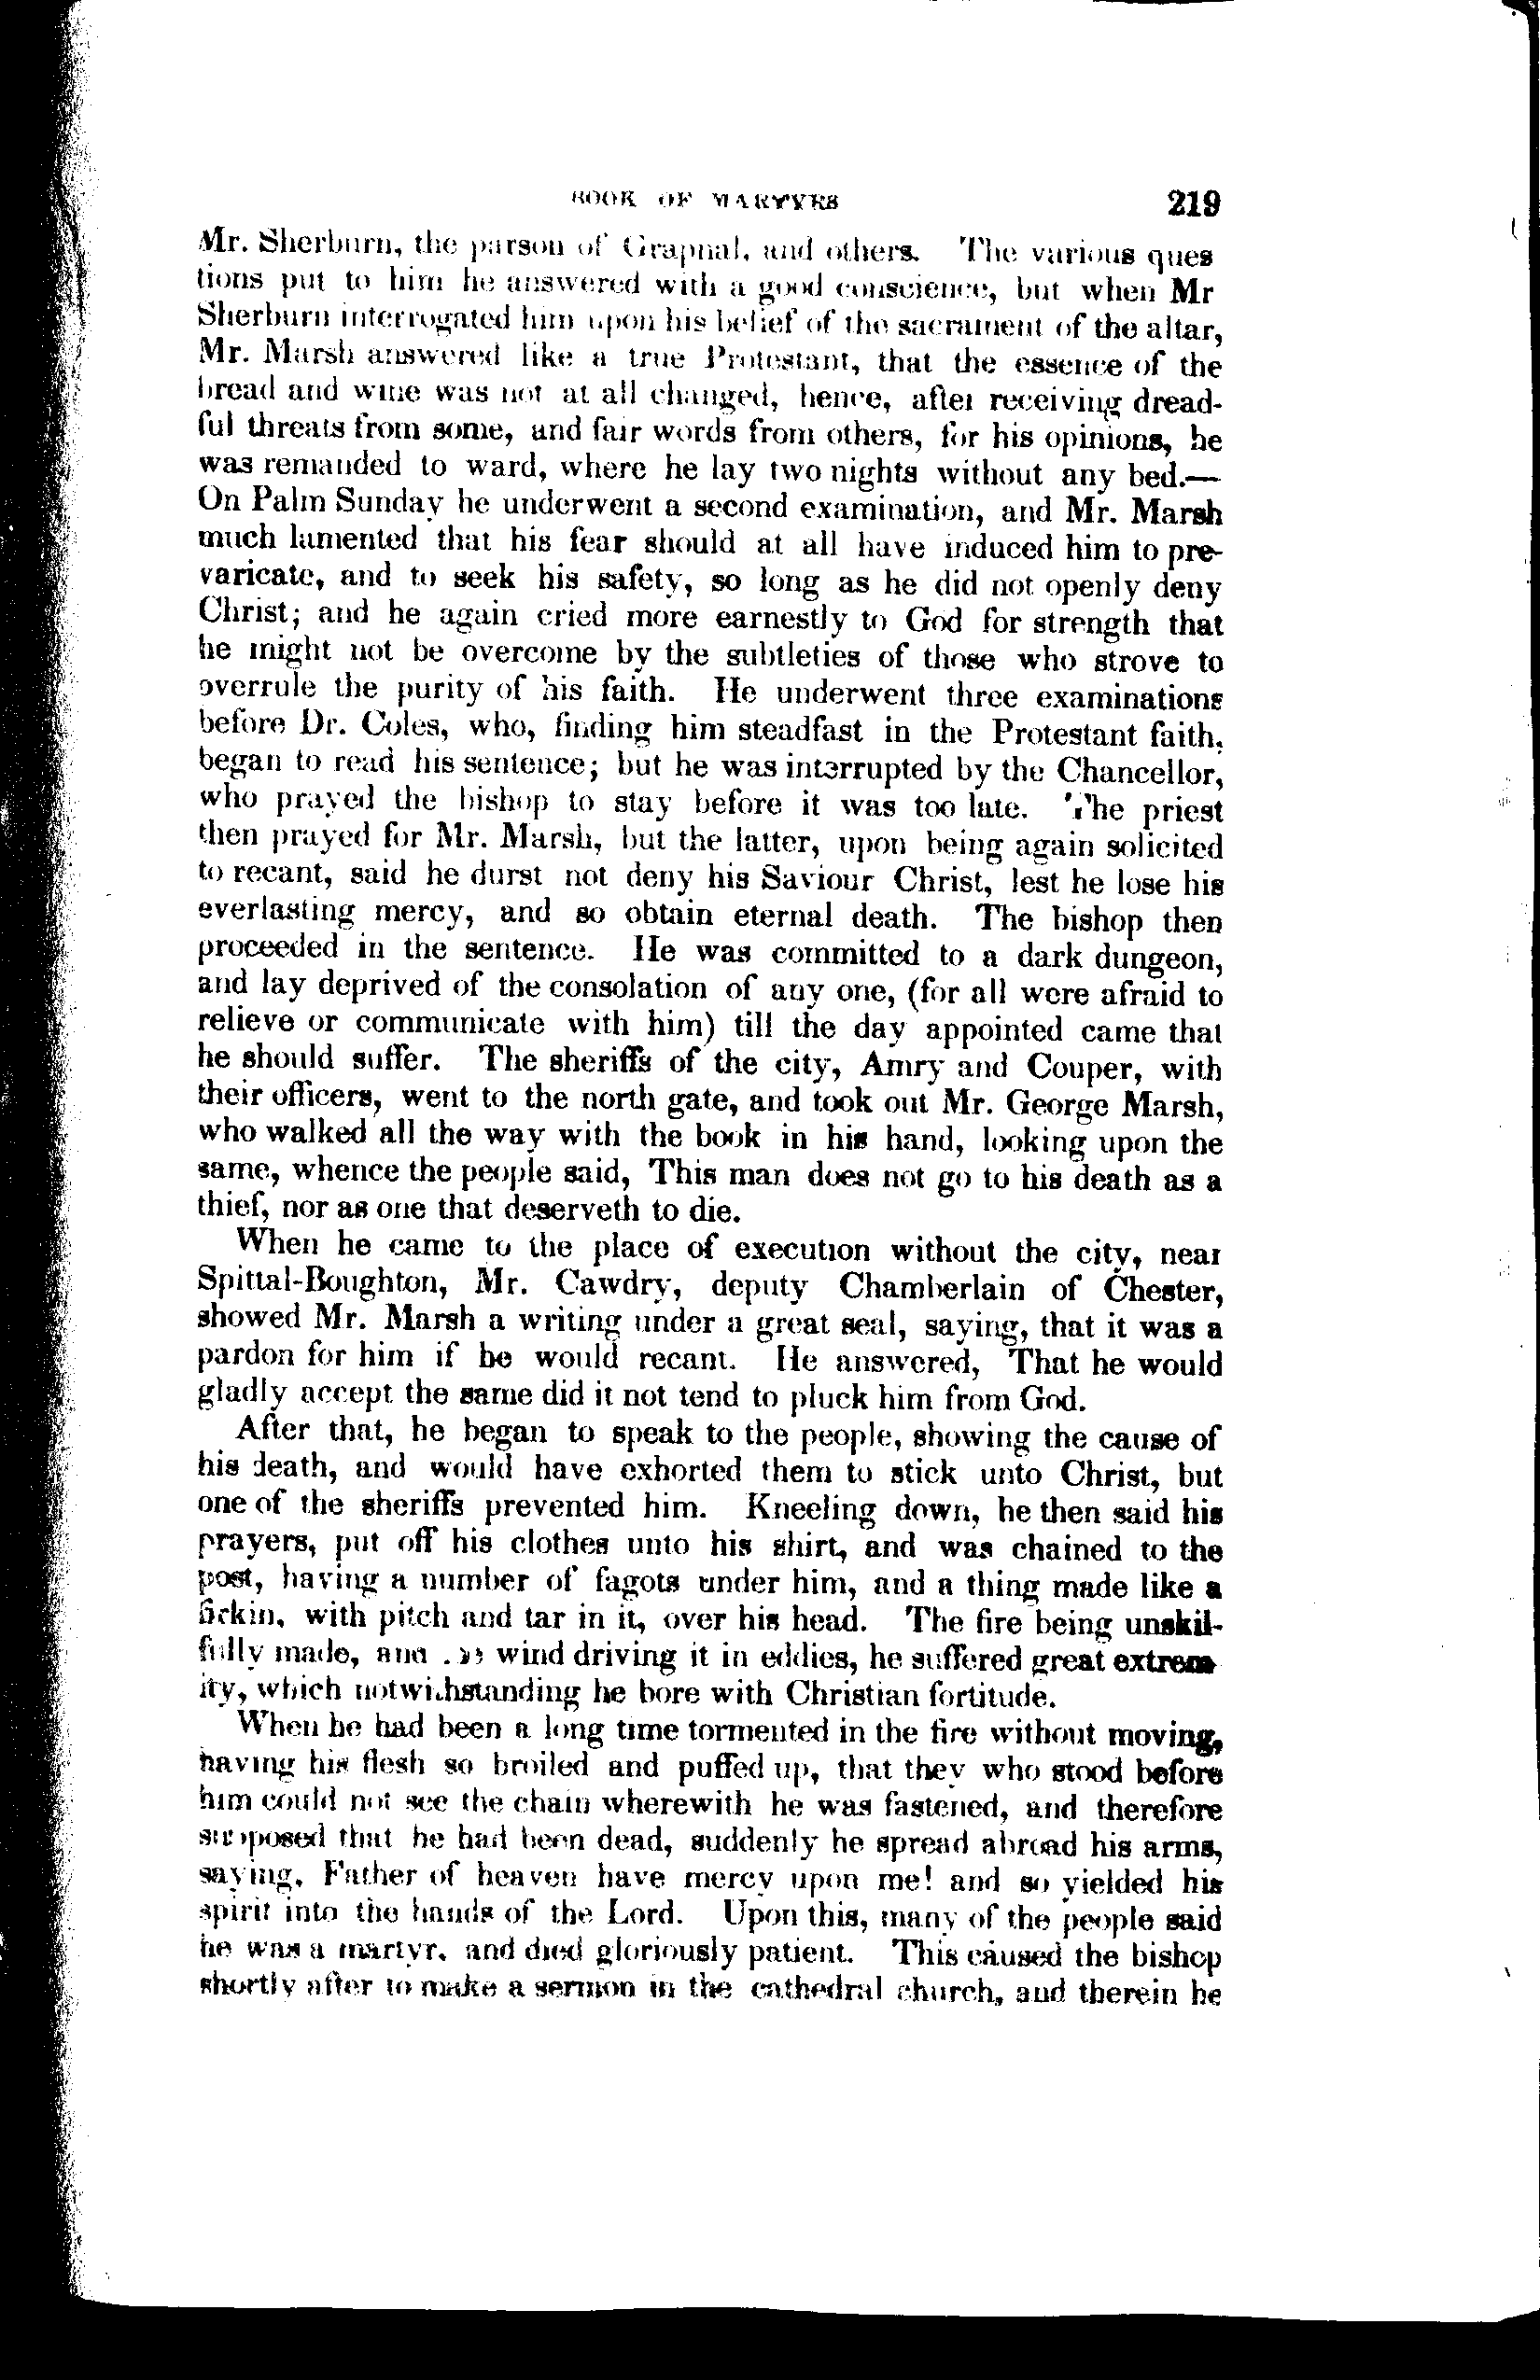 BOOK OF MARTYRS 219
Mr. Sherburn, the parson of Grapnal, and others. The various ques
tions put to him he answered with a good conscience, but when Mr
Sherburn interrogated him upon his belief of the sacrament of the altar,
Mr. Marsh answered like a true Protestant, that the essence of the
bread and wine was not at all changed, hence, after receiving dread-
ful threats from some, and fair words from others, for his opinions, he
was remanded to ward, where he lay two nights without any bed.—
On Palm Sunday he underwent a second examination, and Mr. Marsh
much lamented that his fear should at all have induced him to pre-
varicate, and to seek his safety, so long as he did not openly deny
Christ; and he again cried more earnestly to God for strength that
he might not be overcome by the subtleties of those who strove to
overrule the purity of his faith. He underwent three examinations
before Dr. Coles, who, finding him steadfast in the Protestant faith,
began to read his sentence; but he was interrupted by the Chancellor,
who prayed the bishop to stay before it was too late. The priest
then prayed for Mr. Marsh, but the latter, upon being again solicited
to recant, said he durst not deny his Saviour Christ, lest he lose his
everlasting mercy, and so obtain eternal death. The bishop then
proceeded in the sentence. He was committed to a dark dungeon,
and lay deprived of the consolation of any one, (for all were afraid to
relieve or communicate with him) till the day appointed came that
he should suffer. The sheriffs of the city, Amry and Couper, with
their officers, went to the north gate, and took out Mr. George Marsh,
who walked all the way with the book in his hand, looking upon the
same, whence the people said, This man does not go to his death as a
thief, nor as one that deserveth to die.
When he came to the place of execution without the city, near
Spittal-Boughton, Mr. Cawdry, deputy Chamberlain of Chester,
showed Mr. Marsh a writing under a great seal, saying, that it was a
pardon for him if he would recant. He answered, That he would
gladly accept the same did it not tend to pluck him from God.
After that, he began to speak to the people, showing the cause of
his death, and would have exhorted them to stick unto Christ, but
one of the sheriffs prevented him. Kneeling down, he then said his
prayers, put off his clothes unto his shirt, and was chained to the
post, having a number of fagots under him, and a thing made like a
firkin, with pitch and tar in it, over his head. The fire being unskil-
fully made, and wind driving it in eddies, he suffered great extrem
ity, which notwithstanding he bore with Christian fortitude.
When he had been a long time tormented in the fire without moving,
having his flesh so broiled and puffed up, that they who stood before
him could not see the chain wherewith he was fastened, and therefore
supposed that he had been dead, suddenly he spread abroad his arms,
saying, Father of heaven have mercy upon me! and so yielded his
spirit into the hands of the Lord. Upon this, many of the people said
he was a martyr, and died gloriously patient. This caused the bishop
shortly after to make a sermon in the cathedral church, and therein he